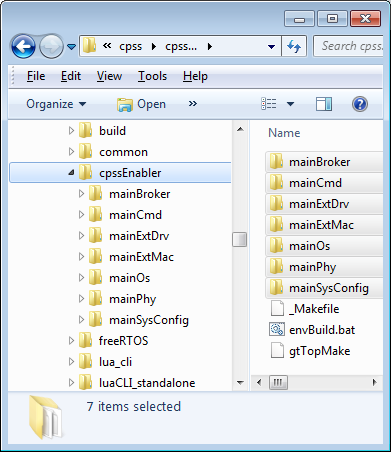 « cpss cpss...
Search cpss
File Edit View Tools Help
Organize Open »
build
common
cpssEnabler
mainBroker
mainCmd
mainExtDrv
mainExtMac
mainOs
mainPhy
mainSysConfig
freeRTOS
lua_cli
luaCLI_standalone
Name
mainBroker
mainCmd
mainExtDrv
mainExtMac
mainOs
mainPhy
mainSysConfig
_Makefile
envBuild.bat
gtTopMake
7 items selected